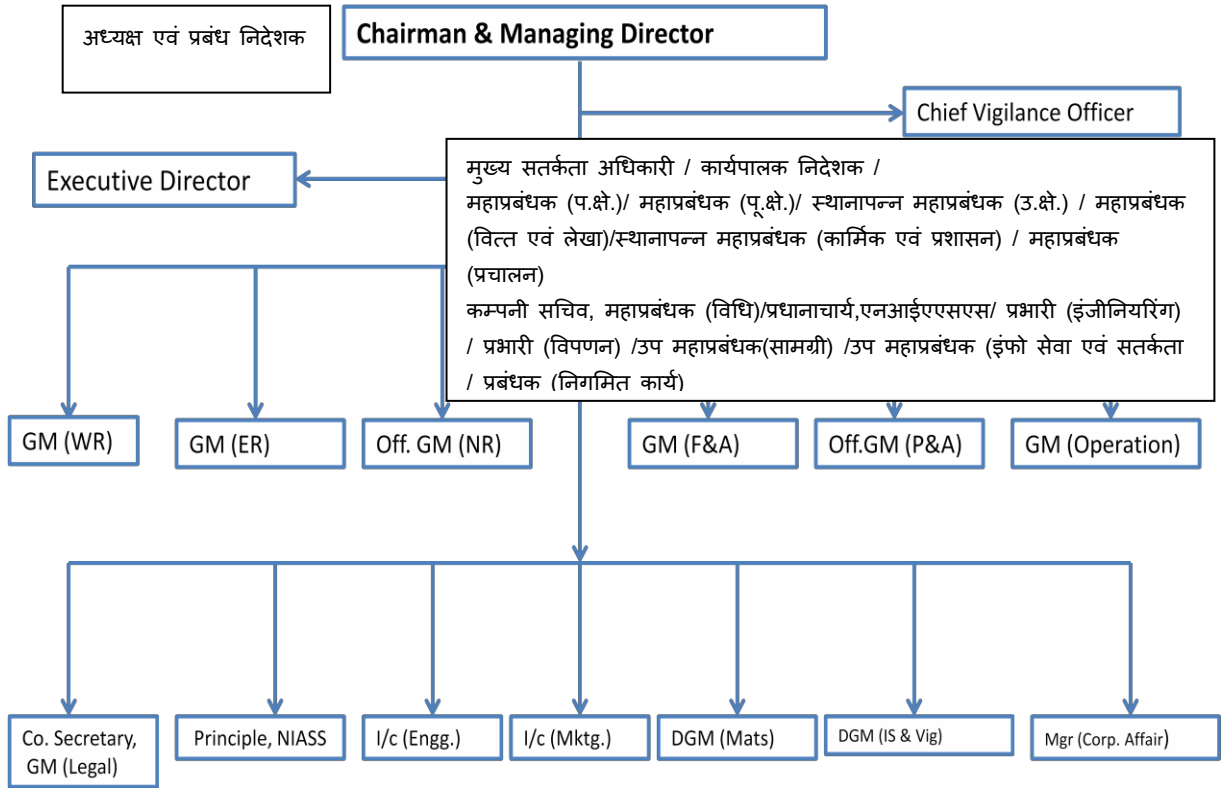 अध्यक्ष एवं प्रबंध निदेशक
Chairman & Managing Director
Chief Vigilance Officer
Executive Director
मुख्य सतर्कता अधिकारी / कार्यपालक निदेशक /
महाप्रबंधक (प.क्षे.)/ महाप्रबंधक (पू.क्षे.)/ स्थानापन्न महाप्रबंधक (उ.क्षे.) / महाप्रबंधक
(वित्त एवं लेखा)/स्थानापन्न महाप्रबंधक (कार्मिक एवं प्रशासन) / महाप्रबंधक
(प्रचालन)
कम्पनी सचिव, महाप्रबंधक (विधि)/प्रधानाचार्य,एनआईएएसएस/ प्रभारी (इंजीनियरिंग)
/ प्रभारी (विपणन) /उप महाप्रबंधक(सामग्री) /उप महाप्रबंधक (इंफो सेवा एवं सतर्कता
/ प्रबंधक (निगमित कार्य)
GM (WR)
GM (ER)
Off. GM (NR)
GM (F&A)
Off.GM (P&A)
GM (Operation)
Co. Secretary,
GM (Legal)
Principle, NIASS
I/c (Engg.)
I/c (Mktg.)
DGM (Mats)
DGM (IS & Vig)
Mgr (Corp. Affair)